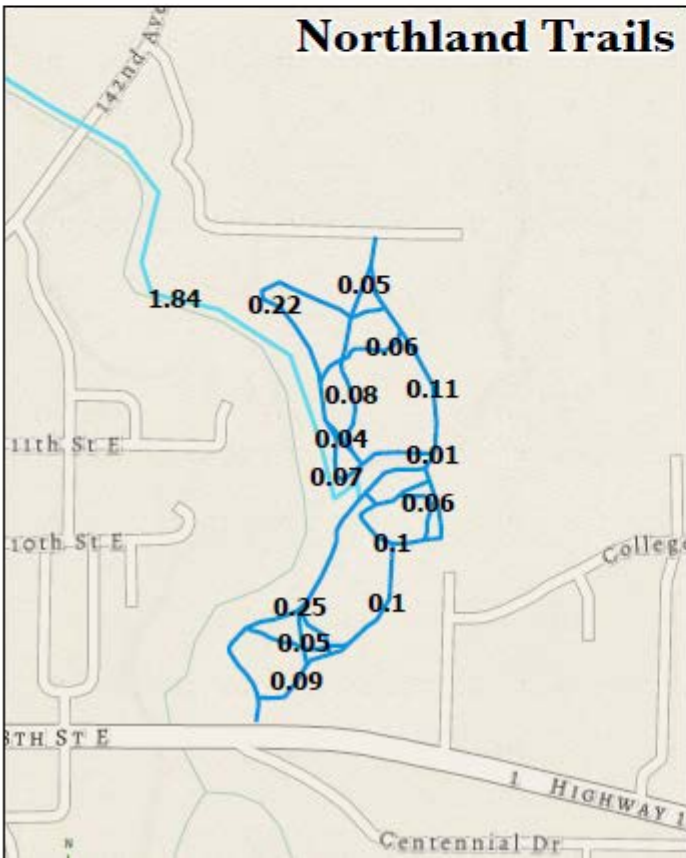 Northland Trails
142nd Ave
0.05
1.84
0.22
0.06
0.08
0.11
0.04
11th St E
0.01
0.07
0.06
10th St E
0.1
College
0.25
0.1
0.05
0.09
8TH ST E
1 HIGHWAY 1
Centennial Dr
N